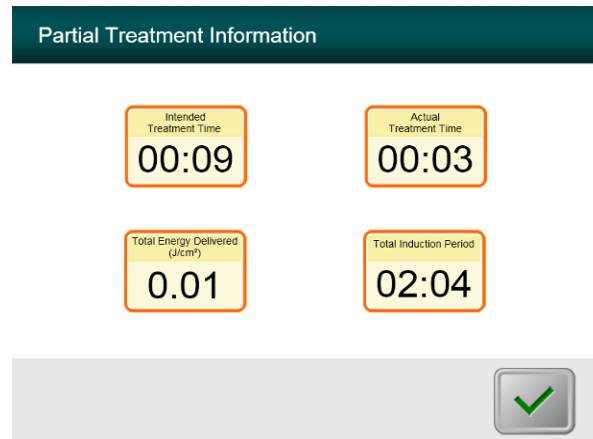 Partial Treatment Information
Intended
Treatment Time
00:09
Actual
Treatment Time
00:03
Total Energy Delivered
(J/cm²)
0.01
Total Induction Period
02:04